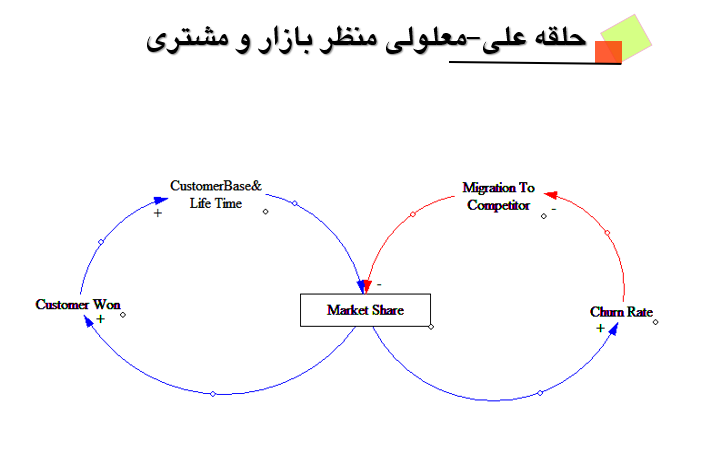 حلقه علی-معلولی منظر بازار و مشتری
CustomerBase&
Life Time
+
Migration To
Competitor
-
Customer Won
+
-
Market Share
Churn Rate
+